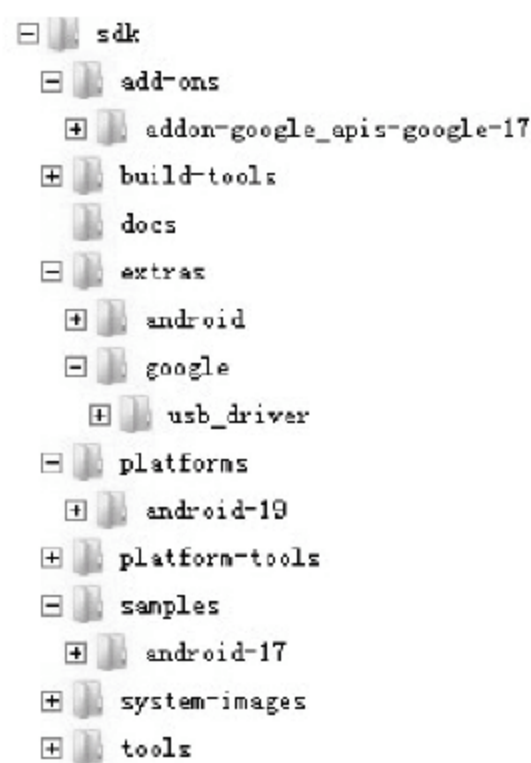 sdk
add-ons
addon-google_apis-google-17
build-tools
docs
extras
android
google
usb_driver
platforms
android-19
platform-tools
samples
android-17
system-images
tools